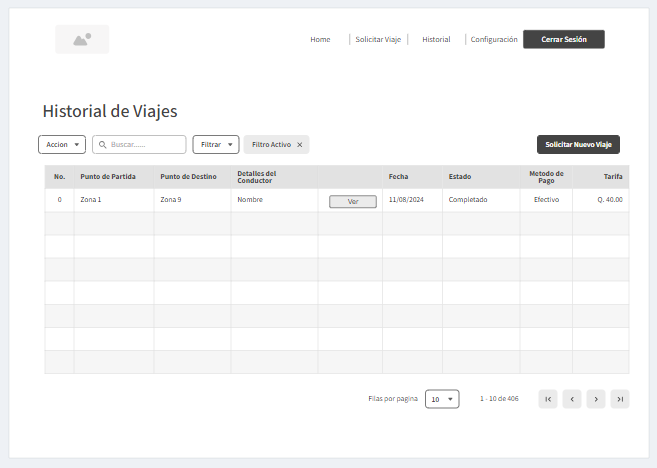 Home Solicitar Viaje Historial Configuración Cerrar Sesión
Historial de Viajes
Accion Buscar...... Filtrar Filtro Activo Solicitar Nuevo Viaje
No. Punto de Partida Punto de Destino Detalles del Conductor Fecha Estado Metodo de Pago Tarifa
0 Zona 1 Zona 9 Nombre Ver 11/08/2024 Completado Efectivo Q. 40.00
Filas por pagina 10 1 - 10 de 406